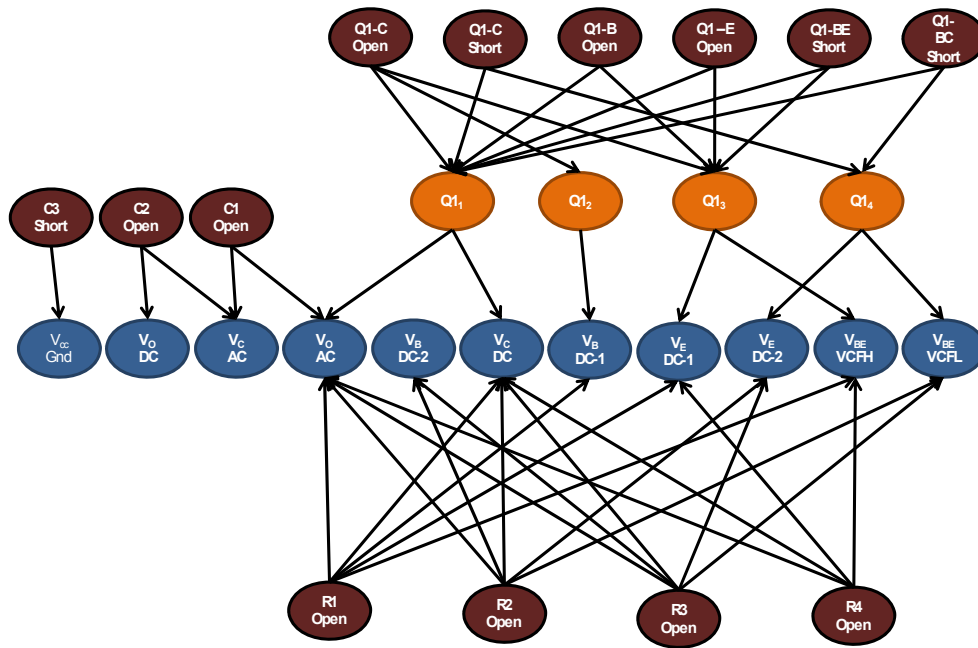 Q1-C
Open
Q1-C
Short
Q1-B
Open
Q1–E
Open
Q1-BE
Short
Q1-
BC
Short
Q1₁
Q1₂
Q1₃
Q1₄
C3
Short
C2
Open
C1
Open
Vcc
Gnd
VO
DC
VC
AC
VO
AC
VB
DC-2
VC
DC
VB
DC-1
VE
DC-1
VE
DC-2
VBE
VCFH
VBE
VCFL
R1
Open
R2
Open
R3
Open
R4
Open